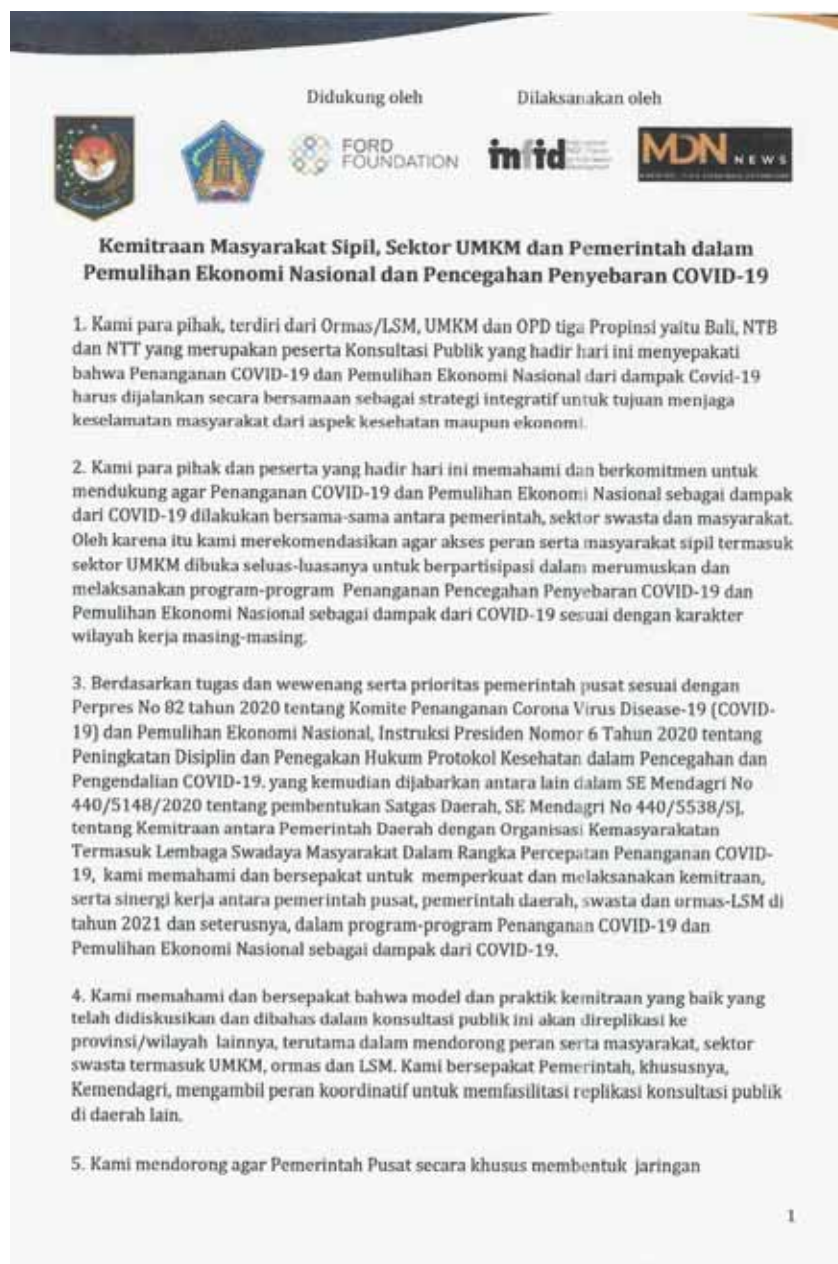 Didukung oleh
Dilaksanakan oleh
FORD
FOUNDATION
infid
MDN NEWS
Kemitraan Masyarakat Sipil, Sektor UMKM dan Pemerintah dalam
Pemulihan Ekonomi Nasional dan Pencegahan Penyebaran COVID-19
1. Kami para pihak, terdiri dari Ormas/LSM, UMKM dan OPD tiga Propinsi yaitu Bali, NTB
dan NTT yang merupakan peserta Konsultasi Publik yang hadir hari ini menyepakati
bahwa Penanganan COVID-19 dan Pemulihan Ekonomi Nasional dari dampak Covid-19
harus dijalankan secara bersamaan sebagai strategi integratif untuk tujuan menjaga
keselamatan masyarakat dari aspek kesehatan maupun ekonomi.
2. Kami para pihak dan peserta yang hadir hari ini memahami dan berkomitmen untuk
mendukung agar Penanganan COVID-19 dan Pemulihan Ekonomi Nasional sebagai dampak
dari COVID-19 dilakukan bersama-sama antara pemerintah, sektor swasta dan masyarakat.
Oleh karena itu kami merekomendasikan agar akses peran serta masyarakat sipil termasuk
sektor UMKM dibuka seluas-luasanya untuk berpartisipasi dalam merumuskan dan
melaksanakan program-program Penanganan Pencegahan Penyebaran COVID-19 dan
Pemulihan Ekonomi Nasional sebagai dampak dari COVID-19 sesuai dengan karakter
wilayah kerja masing-masing.
3. Berdasarkan tugas dan wewenang serta prioritas pemerintah pusat sesuai dengan
Perpres No 82 tahun 2020 tentang Komite Penanganan Corona Virus Disease-19 (COVID-
19) dan Pemulihan Ekonomi Nasional, Instruksi Presiden Nomor 6 Tahun 2020 tentang
Peningkatan Disiplin dan Penegakan Hukum Protokol Kesehatan dalam Pencegahan dan
Pengendalian COVID-19. yang kemudian dijabarkan antara lain dalam SE Mendagri No
440/5148/2020 tentang pembentukan Satgas Daerah, SE Mendagri No 440/5538/SJ,
tentang Kemitraan antara Pemerintah Daerah dengan Organisasi Kemasyarakatan
Termasuk Lembaga Swadaya Masyarakat Dalam Rangka Percepatan Penanganan COVID-
19, kami memahami dan bersepakat untuk memperkuat dan melaksanakan kemitraan,
serta sinergi kerja antara pemerintah pusat, pemerintah daerah, swasta dan ormas-LSM di
tahun 2021 dan seterusnya, dalam program-program Penanganan COVID-19 dan
Pemulihan Ekonomi Nasional sebagai dampak dari COVID-19.
4. Kami memahami dan bersepakat bahwa model dan praktik kemitraan yang baik yang
telah didiskusikan dan dibahas dalam konsultasi publik ini akan direplikasi ke
provinsi/wilayah lainnya, terutama dalam mendorong peran serta masyarakat, sektor
swasta termasuk UMKM, ormas dan LSM. Kami bersepakat Pemerintah, khususnya,
Kemendagri, mengambil peran koordinatif untuk memfasilitasi replikasi konsultasi publik
di daerah lain.
5. Kami mendorong agar Pemerintah Pusat secara khusus membentuk jaringan
1